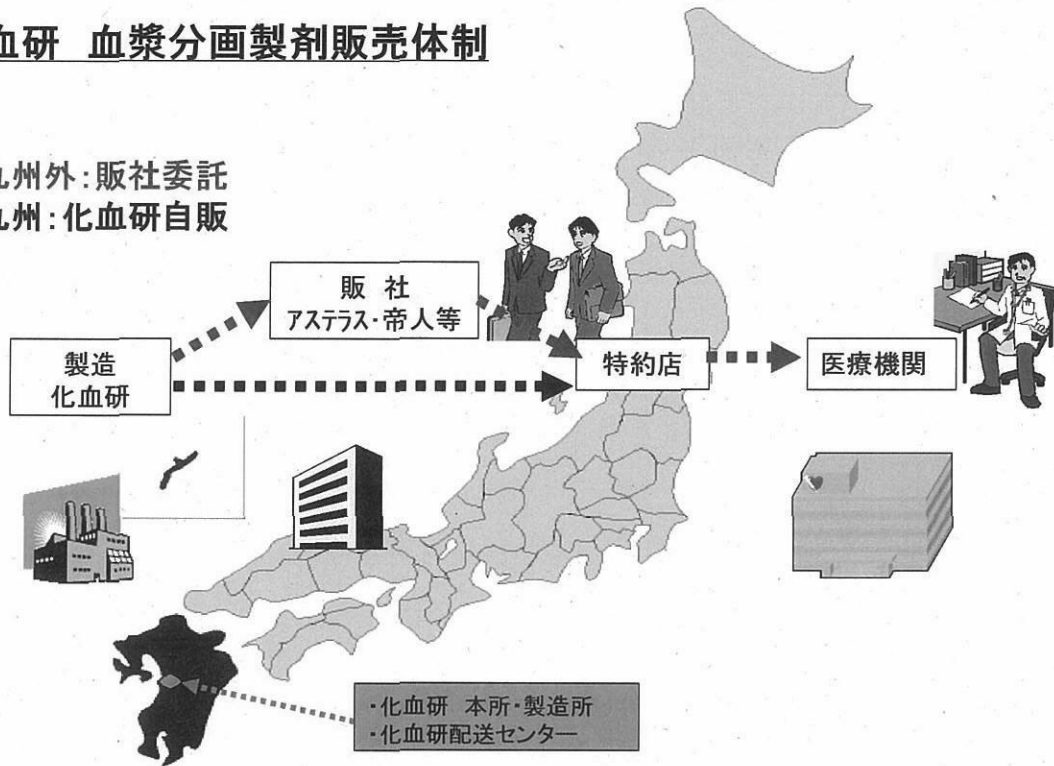 血研 血漿分画製剤販売体制
九州外:販社委託
九州:化血研自販
販 社
アステラス・帝人等
製造
化血研
特約店
医療機関
・化血研 本所・製造所
・化血研配送センター